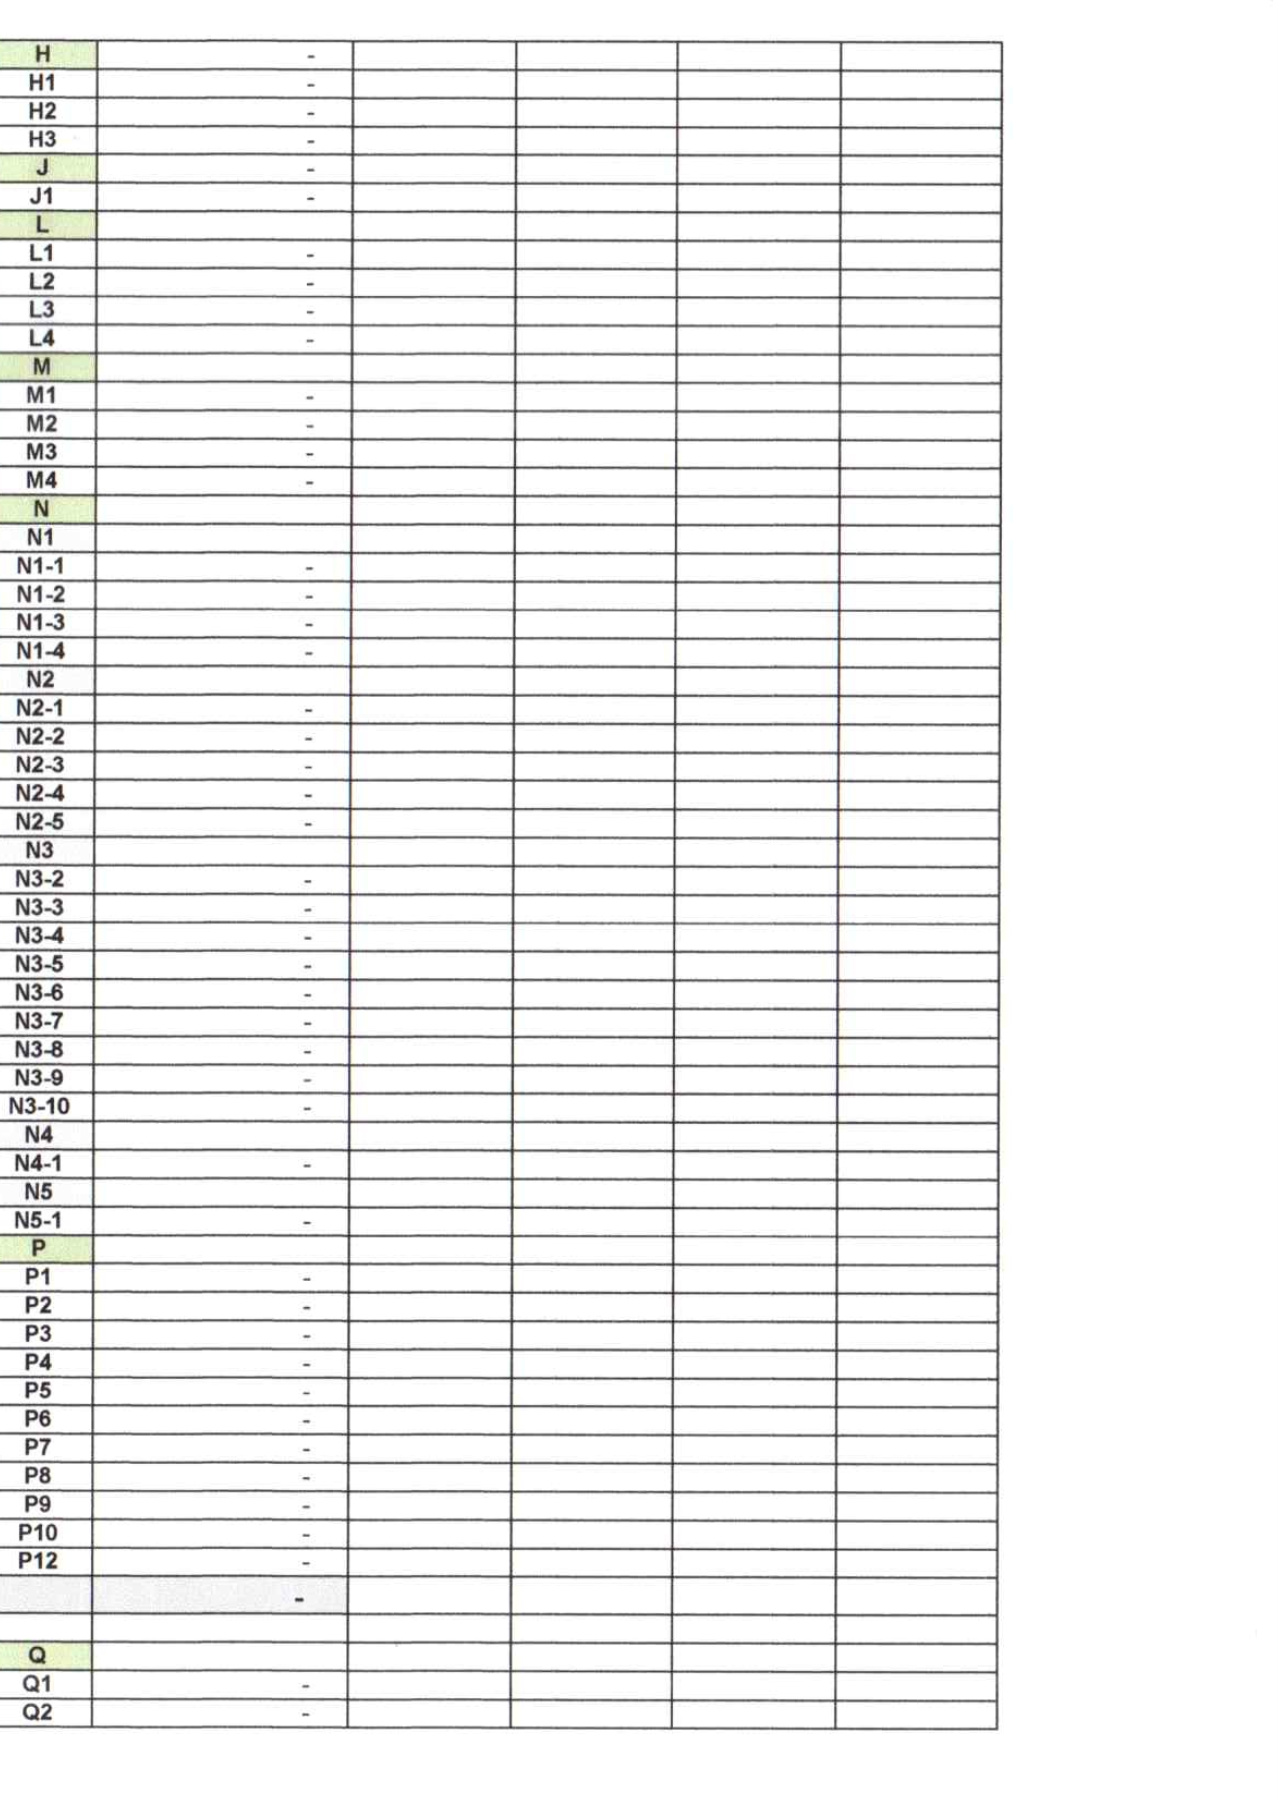 H -
H1 -
H2 -
H3 -
J -
J1 -
L
L1 -
L2 -
L3 -
L4 -
M
M1 -
M2 -
M3 -
M4 -
N
N1
N1-1 -
N1-2 -
N1-3 -
N1-4 -
N2
N2-1 -
N2-2 -
N2-3 -
N2-4 -
N2-5 -
N3
N3-2 -
N3-3 -
N3-4 -
N3-5 -
N3-6 -
N3-7 -
N3-8 -
N3-9 -
N3-10 -
N4
N4-1 -
N5
N5-1 -
P
P1 -
P2 -
P3 -
P4 -
P5 -
P6 -
P7 -
P8 -
P9 -
P10 -
P12 -
-
Q
Q1 -
Q2 -